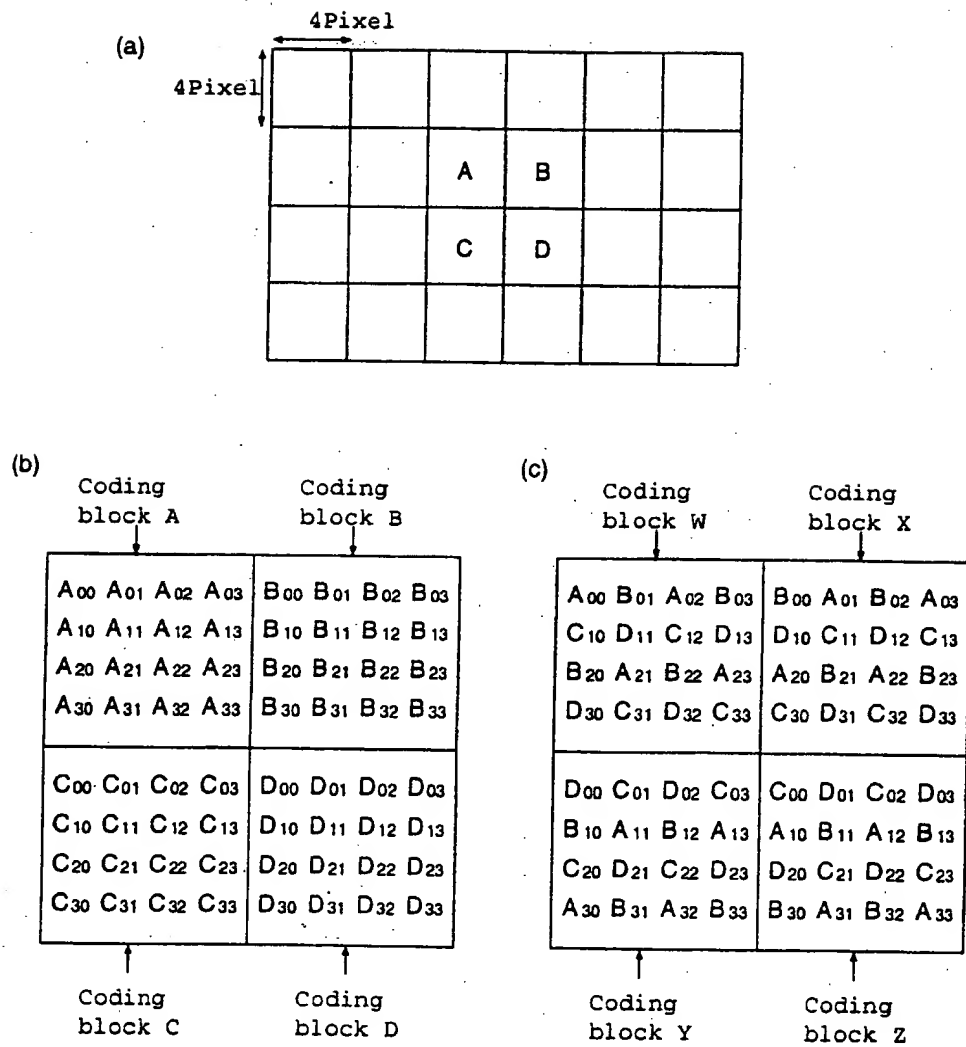 (a)
4Pixel
4Pixel
A B
C D
(b)
Coding
block A
Coding
block B
A00 A01 A02 A03 B00 B01 B02 B03
A10 A11 A12 A13 B10 B11 B12 B13
A20 A21 A22 A23 B20 B21 B22 B23
A30 A31 A32 A33 B30 B31 B32 B33
C00 C01 C02 C03 D00 D01 D02 D03
C10 C11 C12 C13 D10 D11 D12 D13
C20 C21 C22 C23 D20 D21 D22 D23
C30 C31 C32 C33 D30 D31 D32 D33
Coding
block C
Coding
block D
(c)
Coding
block W
Coding
block X
A00 B01 A02 B03 B00 A01 B02 A03
C10 D11 C12 D13 D10 C11 D12 C13
B20 A21 B22 A23 A20 B21 A22 B23
D30 C31 D32 C33 C30 D31 C32 D33
D00 C01 D02 C03 C00 D01 C02 D03
B10 A11 B12 A13 A10 B11 A12 B13
C20 D21 C22 D23 D20 C21 D22 C23
A30 B31 A32 B33 B30 A31 B32 A33
Coding
block Y
Coding
block Z